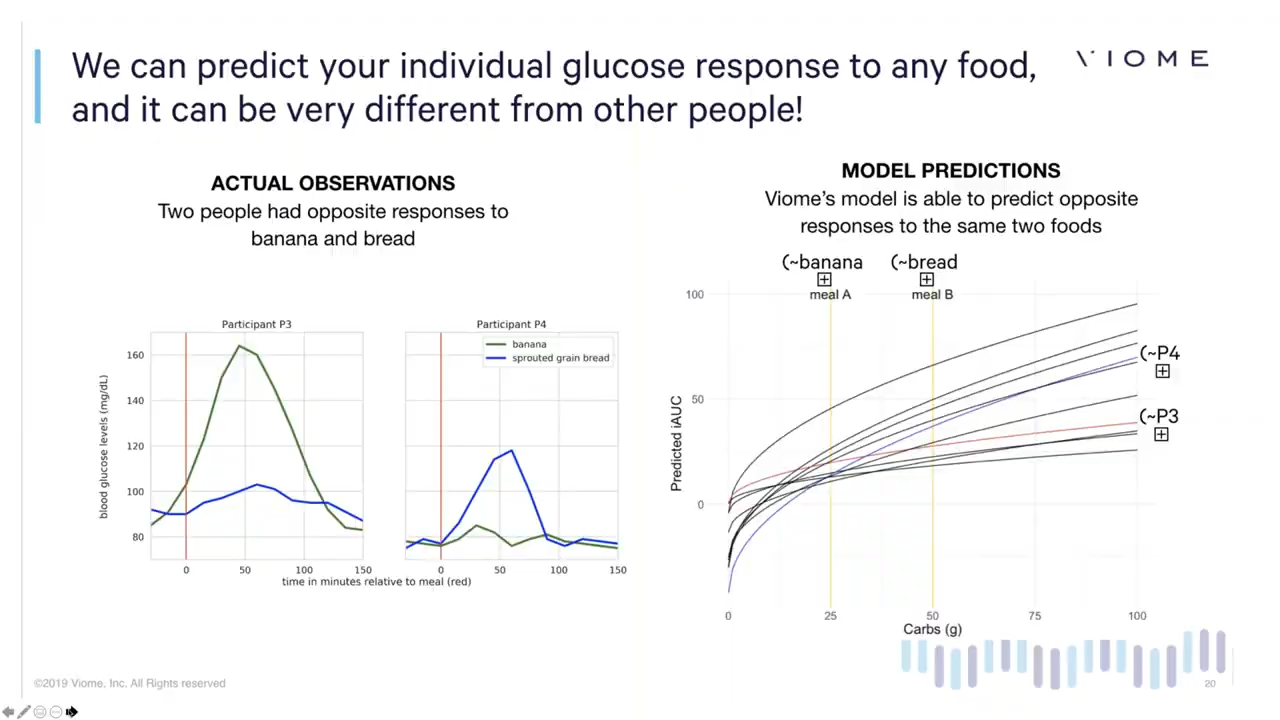 We can predict your individual glucose response to any food,
and it can be very different from other people!
VIOME
ACTUAL OBSERVATIONS
Two people had opposite responses to
banana and bread
Participant P3
160
140
120
100
80
blood glucose levels (mg/dL)
0 50 100 150
Participant P4
banana
sprouted grain bread
0 50 100 150
time in minutes relative to meal (red)
MODEL PREDICTIONS
Viome’s model is able to predict opposite
responses to the same two foods
(~banana (~bread
meal A meal B
100
50
0
Predicted iAUC
(~P4
(~P3
0 25 50 75 100
Carbs (g)
©2019 Viome, Inc. All Rights reserved
20